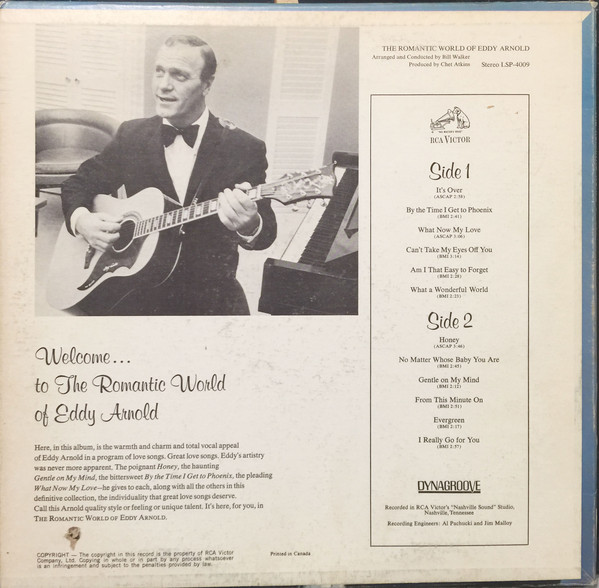 THE ROMANTIC WORLD OF EDDY ARNOLD
Arranged and Conducted by Bill Walker
Produced by Chet Atkins Stereo LSP-4009
RCA VICTOR
Side 1
It's Over
(ASCAP 2:38)
By the Time I Get to Phoenix
(BMI 2:41)
What Now My Love
(ASCAP 3:06)
Can't Take My Eyes Off You
(BMI 3:16)
Am I That Easy to Forget
(BMI 2:28)
What a Wonderful World
(BMI 2:25)
Side 2
Honey
(ASCAP 3:46)
No Matter Whose Baby You Are
(BMI 2:45)
Gentle on My Mind
(BMI 2:12)
From This Minute On
(BMI 2:31)
Evergreen
(BMI 2:17)
I Really Go for You
(BMI 2:37)
DYNAGROOVE
Recorded in RCA Victor's "Nashville Sound" Studio,
Nashville, Tennessee
Recording Engineers: Al Pachucki and Jim Malloy
Welcome...
to The Romantic World
of Eddy Arnold
Here, in this album, is the warmth and charm and total vocal appeal
of Eddy Arnold in a program of love songs. Great love songs. Eddy's artistry
was never more apparent. The poignant Honey, the haunting
Gentle on My Mind, the bittersweet By the Time I Get to Phoenix, the pleading
What Now My Love—he gives to each, along with all the others in this
definitive collection, the individuality that great love songs deserve.
Call this Arnold quality style or feeling or unique talent. It's here, for you, in
THE ROMANTIC WORLD OF EDDY ARNOLD.
COPYRIGHT — The copyright in this record is the property of RCA Victor
Company, Ltd. Copying in whole or in part by any process whatsoever
is an infringement and subject to the penalties provided by law.
Printed in Canada